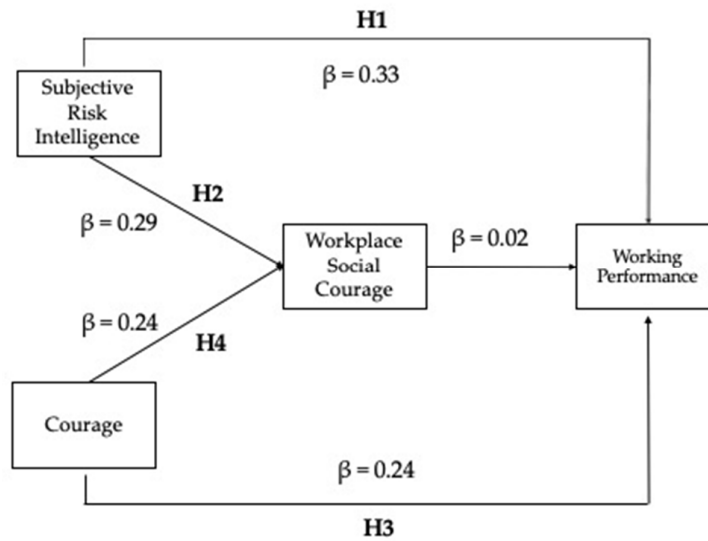 H1
β = 0.33
Subjective
Risk
Intelligence
H2
β = 0.29
Workplace
Social
Courage
β = 0.02
Working
Performance
β = 0.24
H4
Courage
β = 0.24
H3